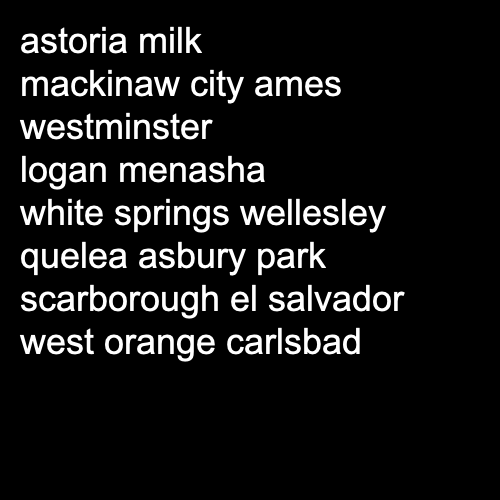 astoria milk
mackinaw city ames
westminster
logan menasha
white springs wellesley
quelea asbury park
scarborough el salvador
west orange carlsbad